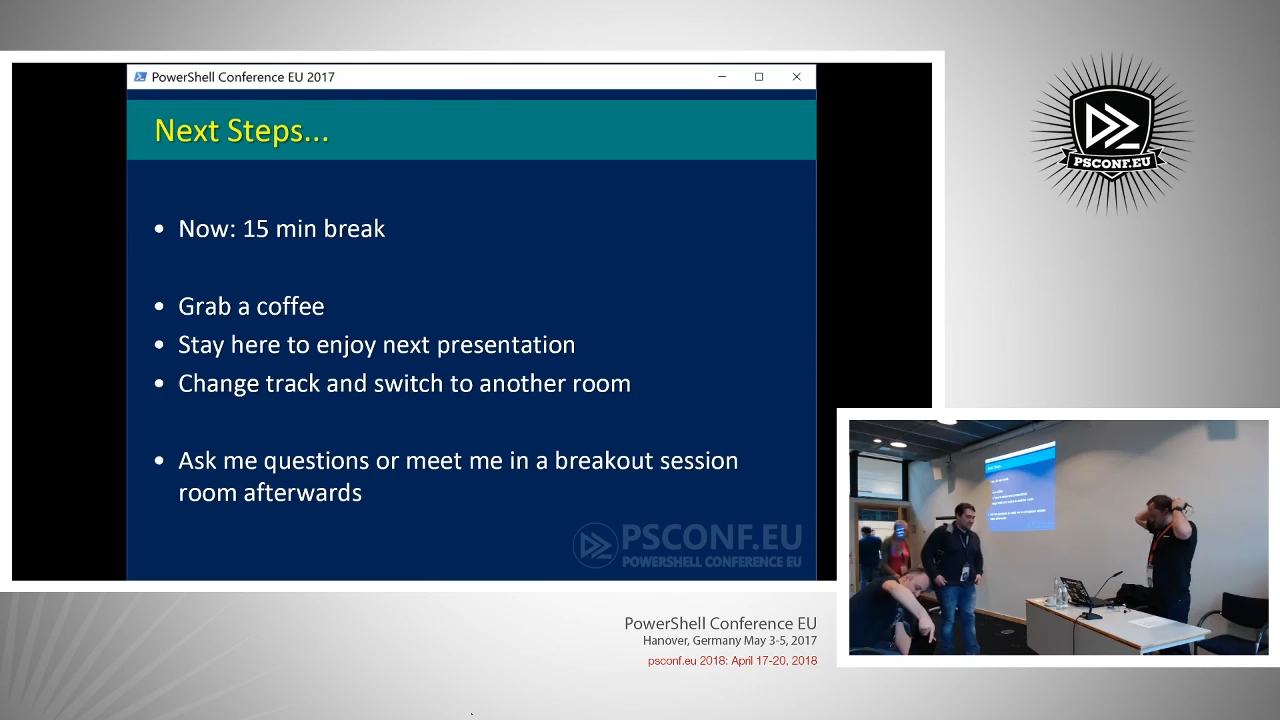 PowerShell Conference EU 2017
Next Steps...
• Now: 15 min break
• Grab a coffee
• Stay here to enjoy next presentation
• Change track and switch to another room
• Ask me questions or meet me in a breakout session
room afterwards
PSCONF.EU
POWERSHELL CONFERENCE EU
PSCONF.EU
Next Steps...
PowerShell Conference EU
Hanover, Germany May 3-5, 2017
psconf.eu 2018: April 17-20, 2018